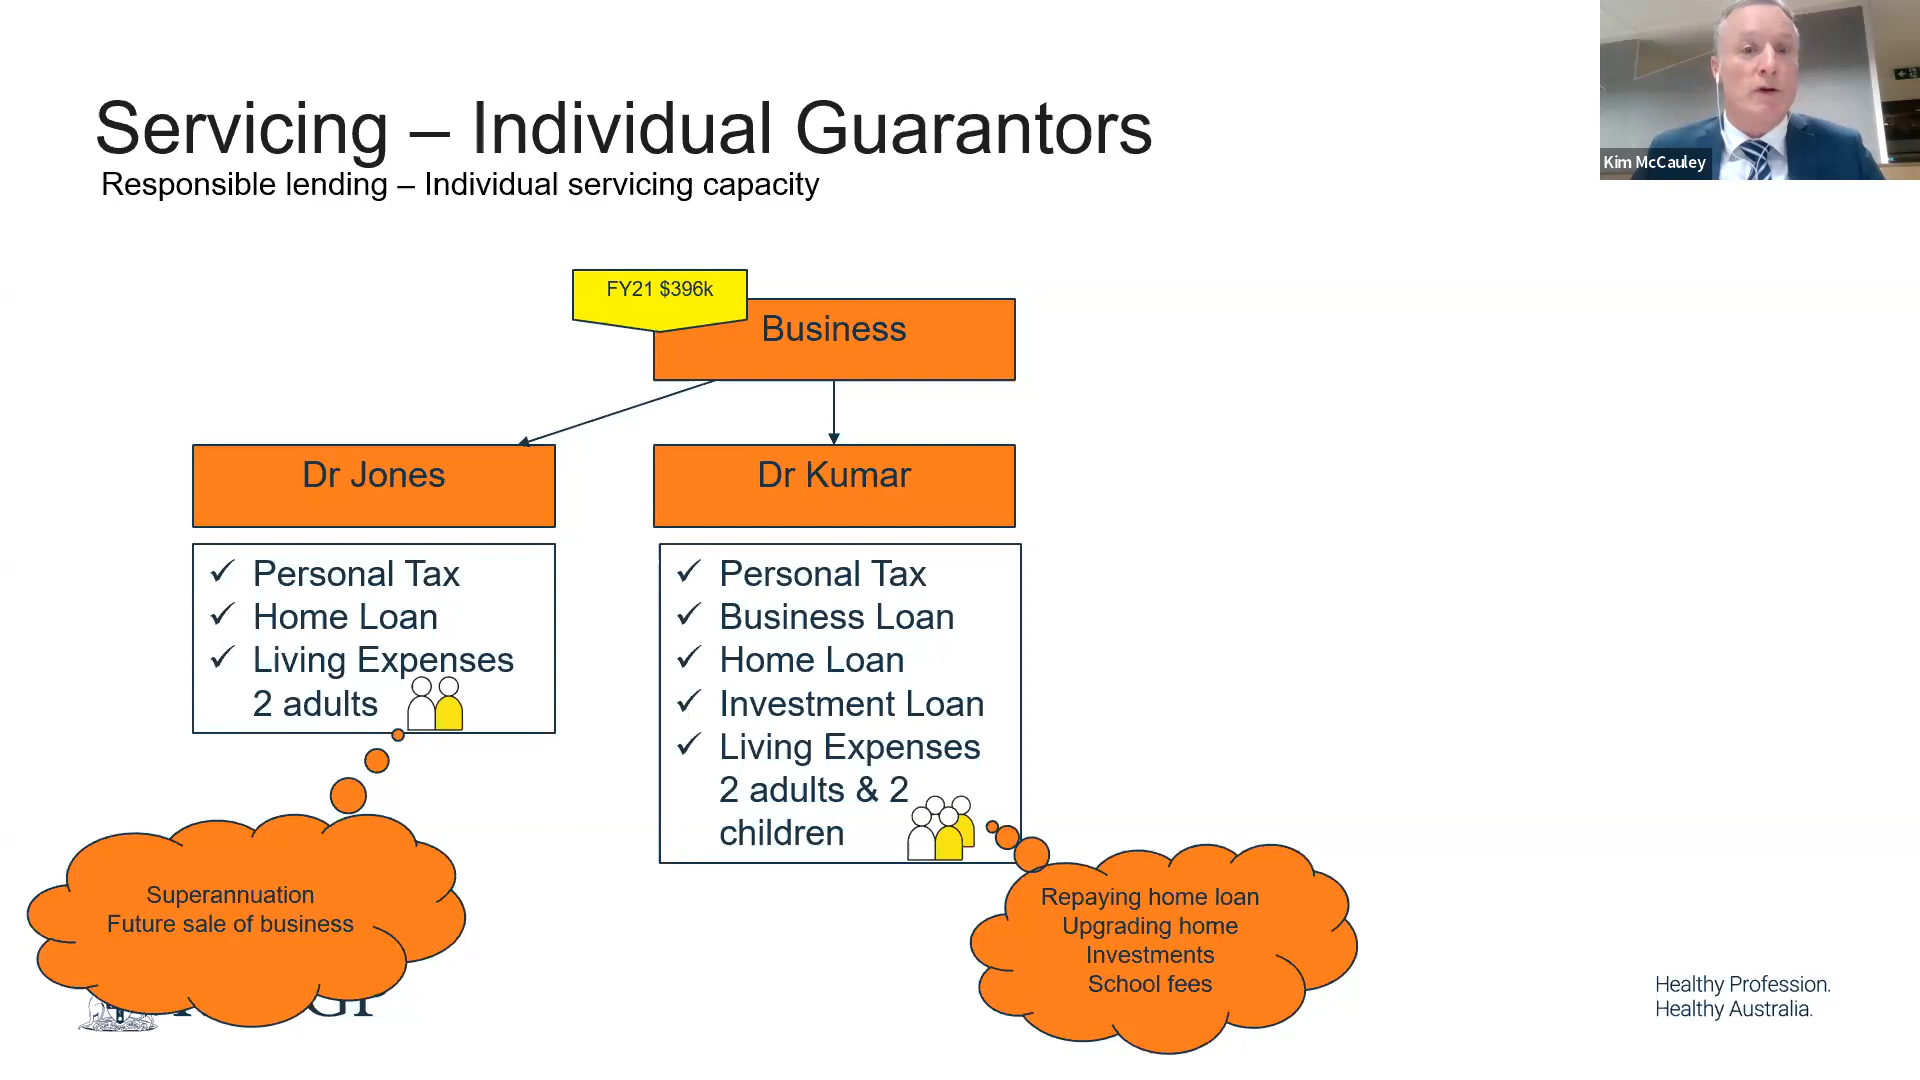 Servicing – Individual Guarantors
Responsible lending – Individual servicing capacity
Kim McCauley
FY21 $396k
Business
Dr Jones
Dr Kumar
✓ Personal Tax
✓ Home Loan
✓ Living Expenses
2 adults
✓ Personal Tax
✓ Business Loan
✓ Home Loan
✓ Investment Loan
✓ Living Expenses
2 adults & 2
children
Superannuation
Future sale of business
Repaying home loan
Upgrading home
Investments
School fees
Healthy Profession.
Healthy Australia.